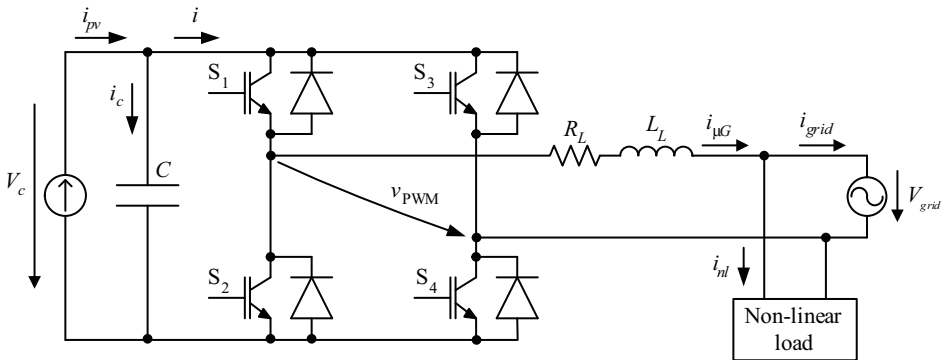 i_pv
i
S_1
S_3
i_c
R_L
L_L
i_μG
i_grid
V_c
C
v_PWM
V_grid
S_2
S_4
i_nl
Non-linear
load